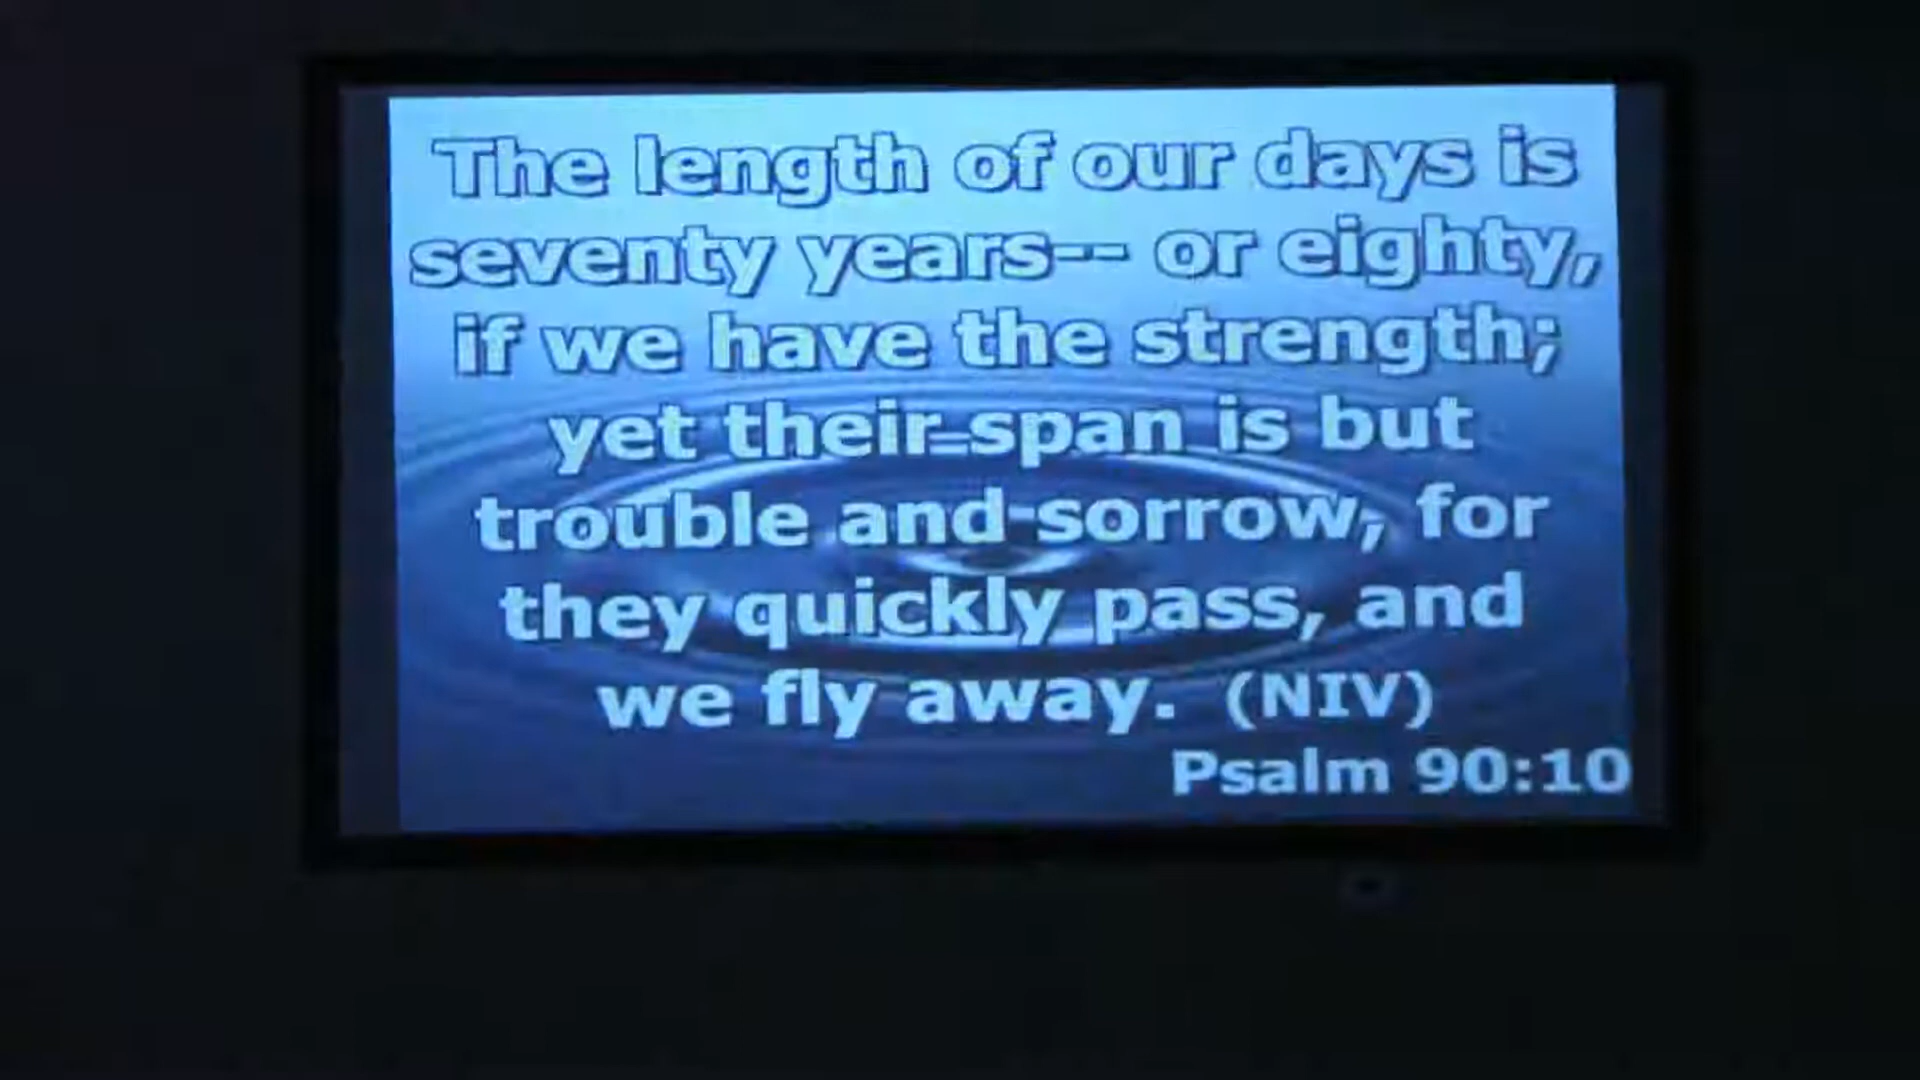 The length of our days is
seventy years-- or eighty,
if we have the strength;
yet their span is but
trouble and sorrow, for
they quickly pass, and
we fly away. (NIV)
Psalm 90:10